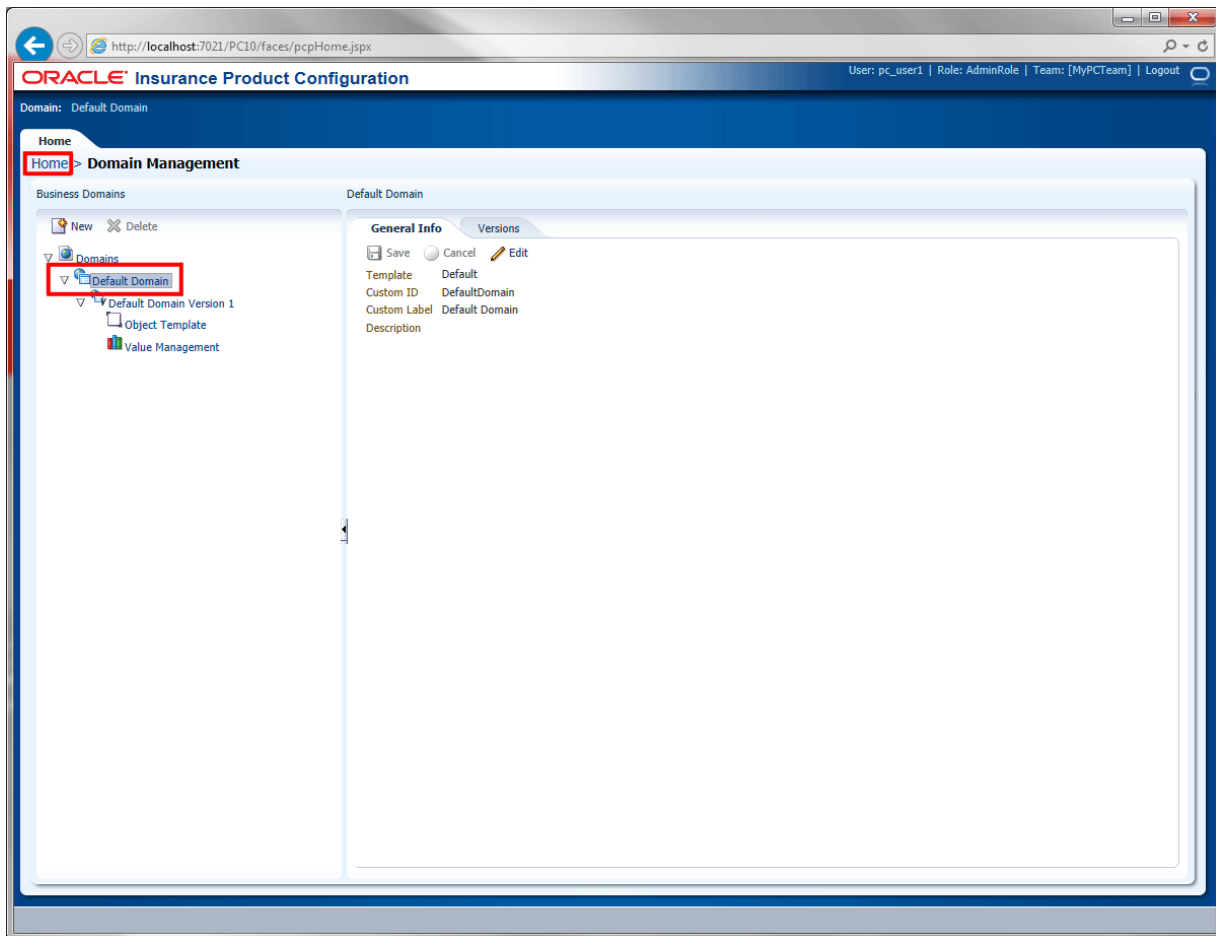 http://localhost:7021/PC10/faces/pcpHome.jspx
ORACLE Insurance Product Configuration
User: pc_user1 | Role: AdminRole | Team: [MyPCTeam] | Logout
Domain: Default Domain
Home
Home > Domain Management
Business Domains
Default Domain
New Delete
General Info Versions
Save Cancel Edit
Domains
Default Domain
Default Domain Version 1
Object Template
Value Management
Template Default
Custom ID DefaultDomain
Custom Label Default Domain
Description